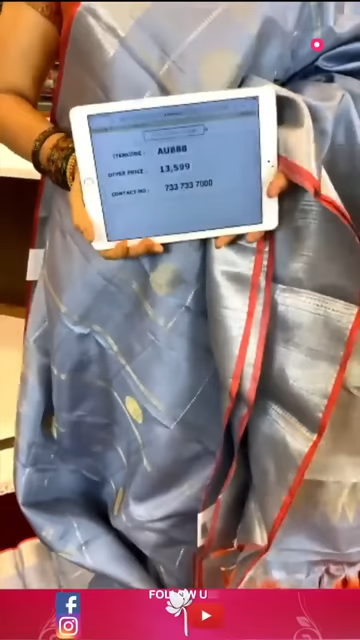 ITEMCODE : AU888
OFFER PRICE : 13,599
CONTACT NO : 733 733 7000
FOLLOW U